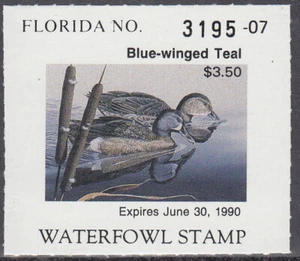 FLORIDA NO. 3195 -07
Blue-winged Teal
$3.50
Expires June 30, 1990
WATERFOWL STAMP